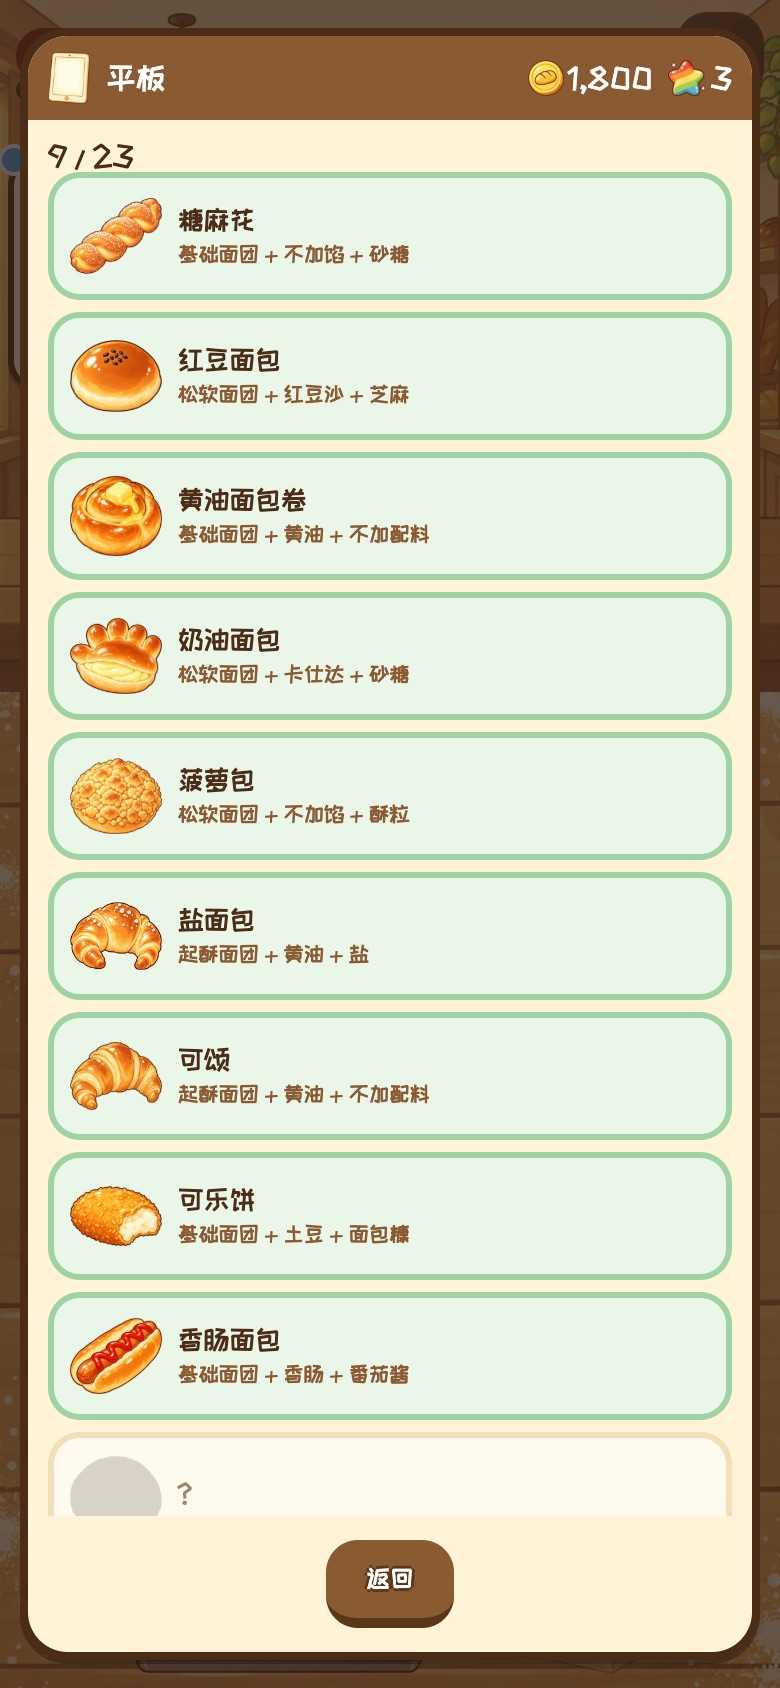 平板
1,800
3
9/23
糖麻花
基础面团 + 不加馅 + 砂糖
红豆面包
松软面团 + 红豆沙 + 芝麻
黄油面包卷
基础面团 + 黄油 + 不加配料
奶油面包
松软面团 + 卡仕达 + 砂糖
菠萝包
松软面团 + 不加馅 + 酥粒
盐面包
起酥面团 + 黄油 + 盐
可颂
起酥面团 + 黄油 + 不加配料
可乐饼
基础面团 + 土豆 + 面包糠
香肠面包
基础面团 + 香肠 + 番茄酱
?
返回